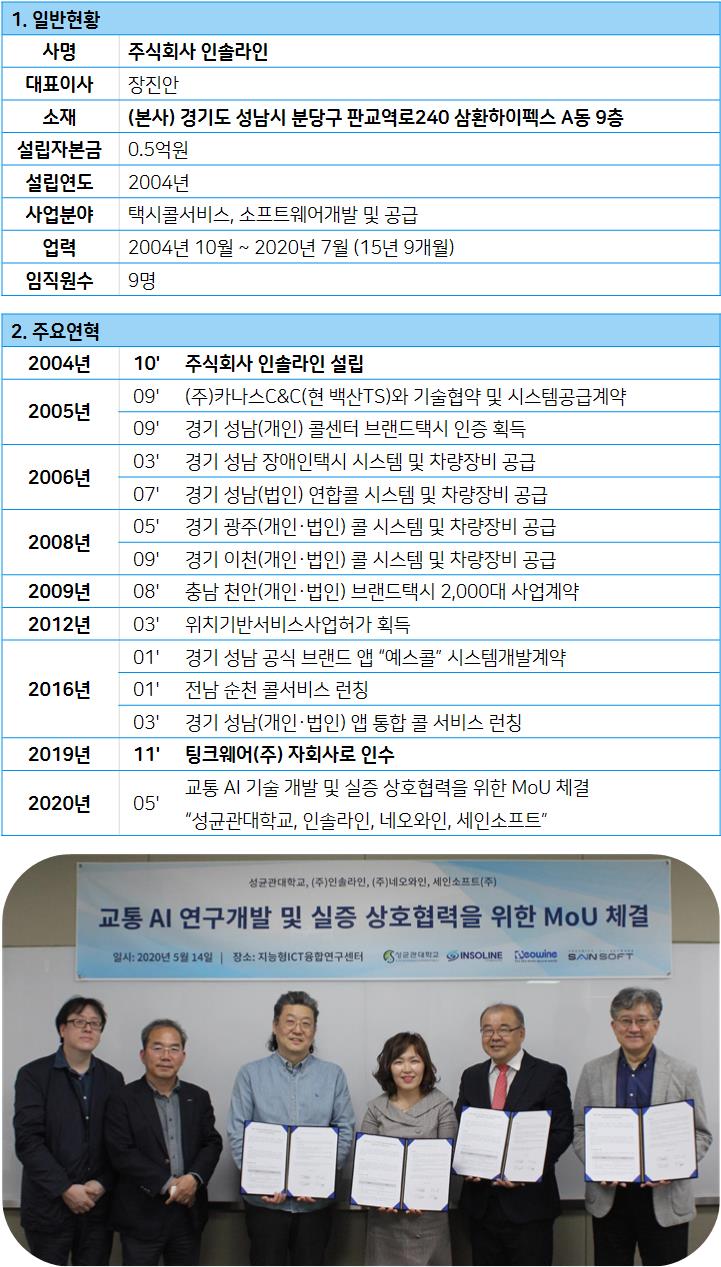 1. 일반현황
사명 주식회사 인솔라인
대표이사 장진안
소재 (본사) 경기도 성남시 분당구 판교역로240 삼환하이펙스 A동 9층
설립자본금 0.5억원
설립연도 2004년
사업분야 택시콜서비스, 소프트웨어개발 및 공급
업력 2004년 10월 ~ 2020년 7월 (15년 9개월)
임직원수 9명
2. 주요연혁
2004년 10' 주식회사 인솔라인 설립
2005년 09' (주)카나스C&C(현 백산TS)와 기술협약 및 시스템공급계약
09' 경기 성남(개인) 콜센터 브랜드택시 인증 획득
2006년 03' 경기 성남 장애인택시 시스템 및 차량장비 공급
07' 경기 성남(법인) 연합콜 시스템 및 차량장비 공급
2008년 05' 경기 광주(개인·법인) 콜 시스템 및 차량장비 공급
09' 경기 이천(개인·법인) 콜 시스템 및 차량장비 공급
2009년 08' 충남 천안(개인·법인) 브랜드택시 2,000대 사업계약
2012년 03' 위치기반서비스사업허가 획득
2016년 01' 경기 성남 공식 브랜드 앱 “예스콜” 시스템개발계약
01' 전남 순천 콜서비스 런칭
03' 경기 성남(개인·법인) 앱 통합 콜 서비스 런칭
2019년 11' 팅크웨어(주) 자회사로 인수
2020년 05' 교통 AI 기술 개발 및 실증 상호협력을 위한 MoU 체결
“성균관대학교, 인솔라인, 네오와인, 세인소프트”
성균관대학교, (주)인솔라인, (주)네오와인, 세인소프트(주)
교통 AI 연구개발 및 실증 상호협력을 위한 MoU 체결
일시: 2020년 5월 14일 | 장소: 지능형ICT융합연구센터 성균관대학교 INSOLINE Neowine SAINSOFT